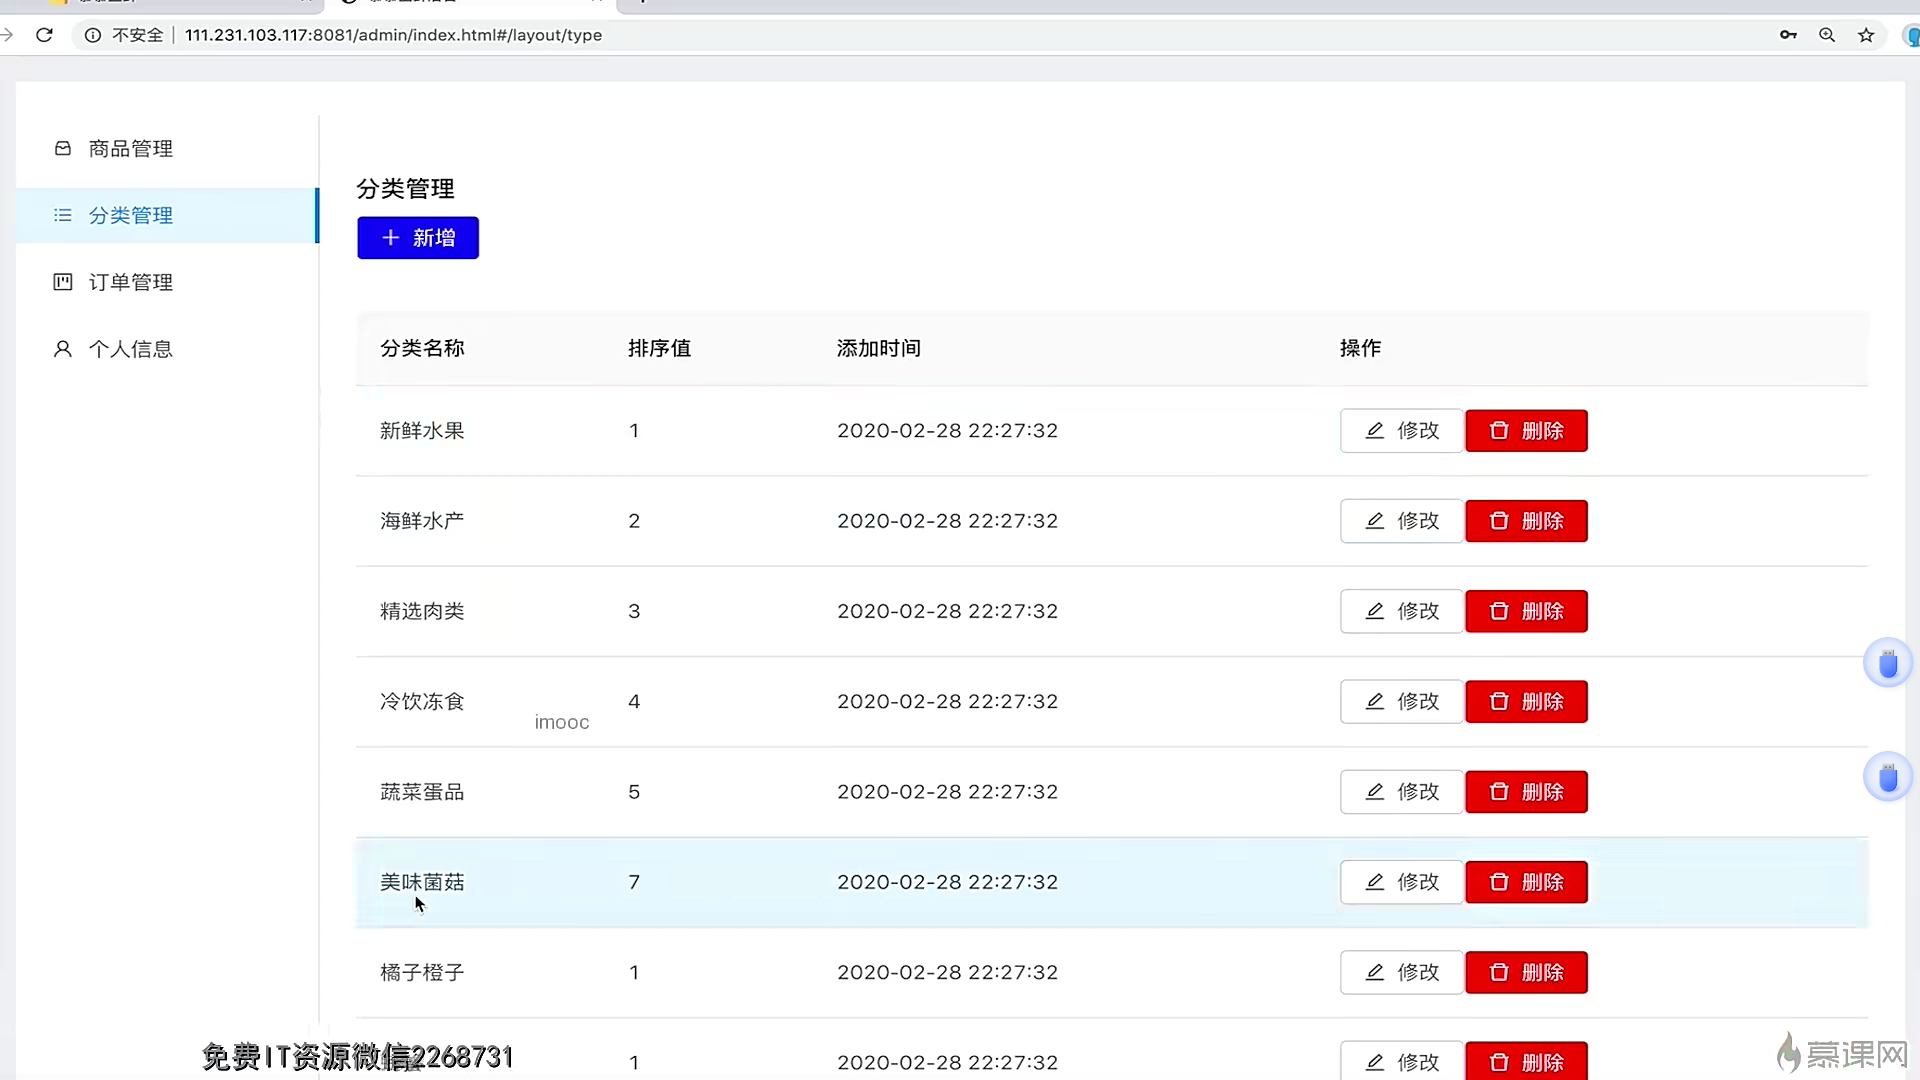 不安全 111.231.103.117:8081/admin/index.html#/layout/type
商品管理
分类管理
订单管理
个人信息
分类管理
新增
分类名称 排序值 添加时间 操作
新鲜水果 1 2020-02-28 22:27:32 修改 删除
海鲜水产 2 2020-02-28 22:27:32 修改 删除
精选肉类 3 2020-02-28 22:27:32 修改 删除
冷饮冻食 4 2020-02-28 22:27:32 修改 删除
imooc
蔬菜蛋品 5 2020-02-28 22:27:32 修改 删除
美味菌菇 7 2020-02-28 22:27:32 修改 删除
橘子橙子 1 2020-02-28 22:27:32 修改 删除
1 2020-02-28 22:27:32 修改 删除
免费IT资源微信2268731
慕课网